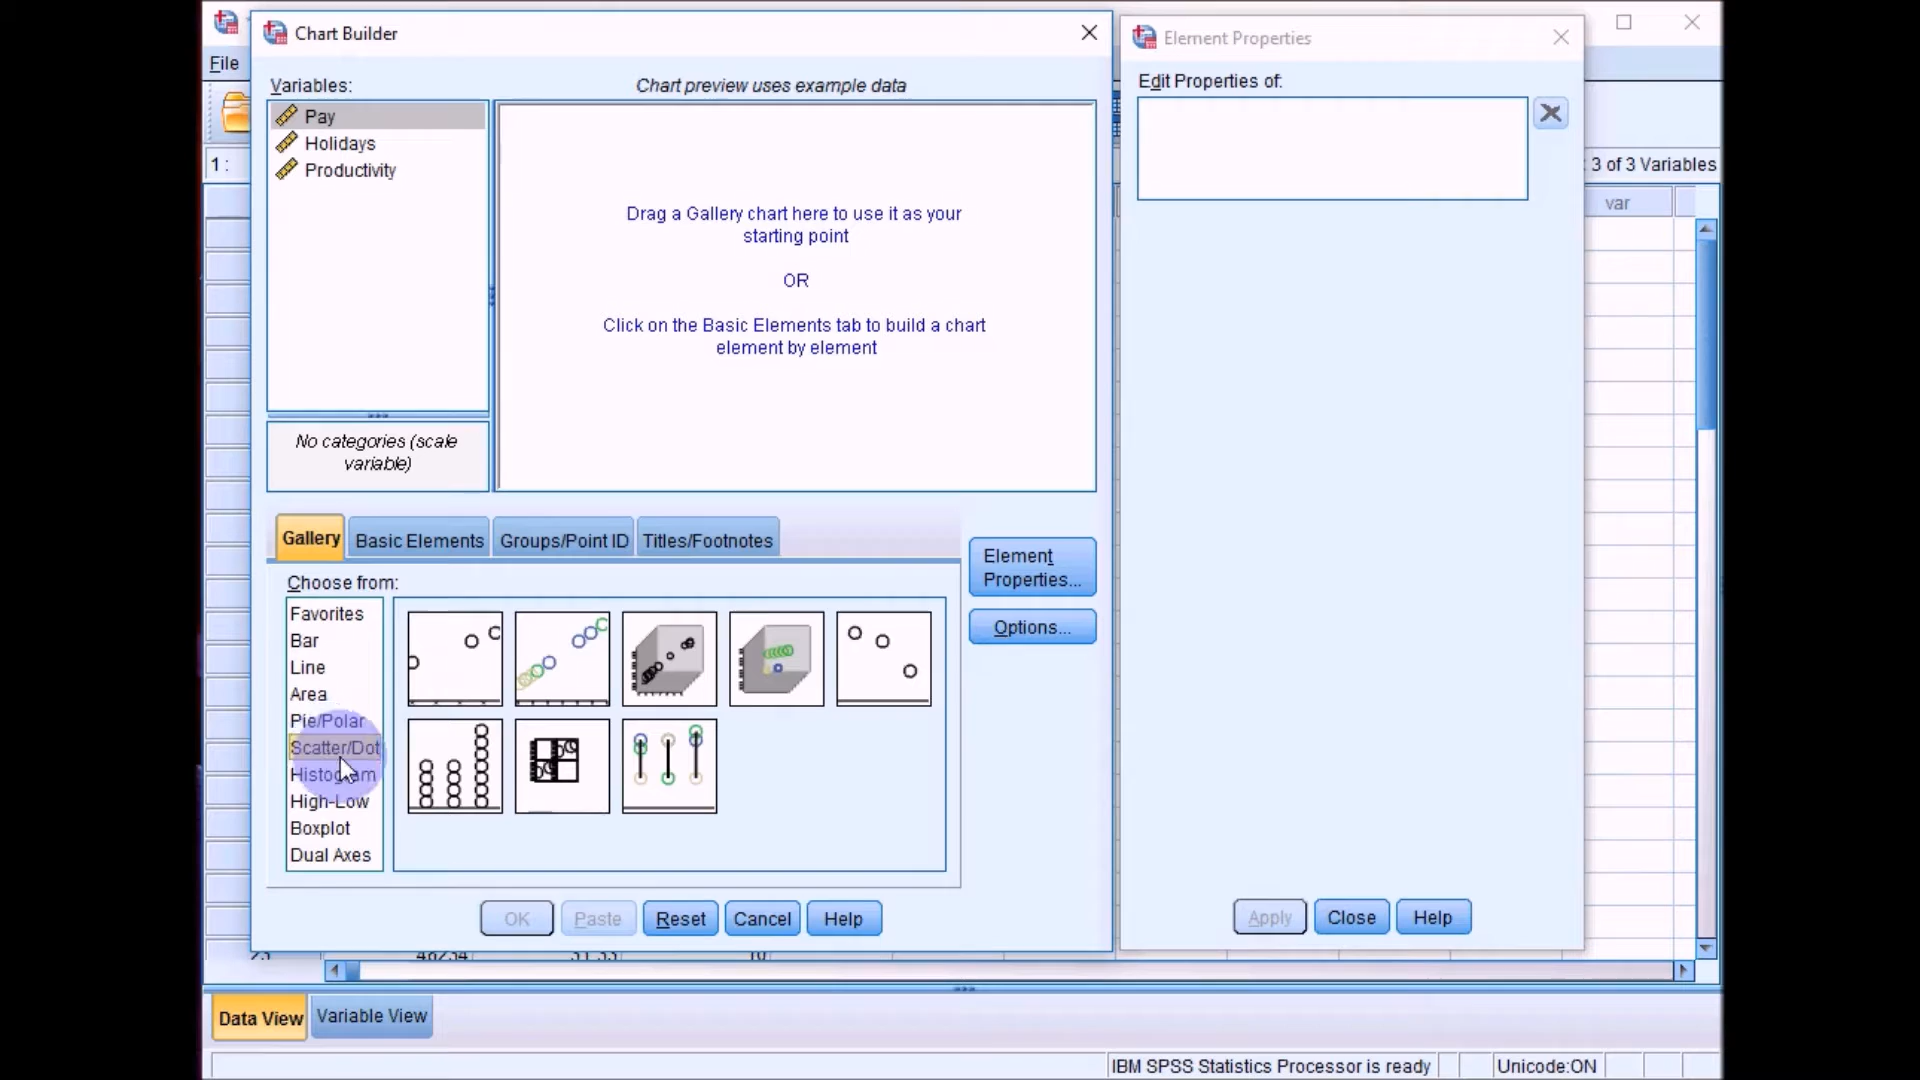 Chart Builder
Element Properties
File
Variables:
Chart preview uses example data
Edit Properties of:
Pay
Holidays
Productivity
1 :
3 of 3 Variables
var
Drag a Gallery chart here to use it as your
starting point
OR
Click on the Basic Elements tab to build a chart
element by element
No categories (scale
variable)
Gallery
Basic Elements
Groups/Point ID
Titles/Footnotes
Element
Properties...
Options...
Choose from:
Favorites
Bar
Line
Area
Pie/Polar
Scatter/Dot
Histogram
High-Low
Boxplot
Dual Axes
OK
Paste
Reset
Cancel
Help
Apply
Close
Help
Data View
Variable View
IBM SPSS Statistics Processor is ready
Unicode:ON